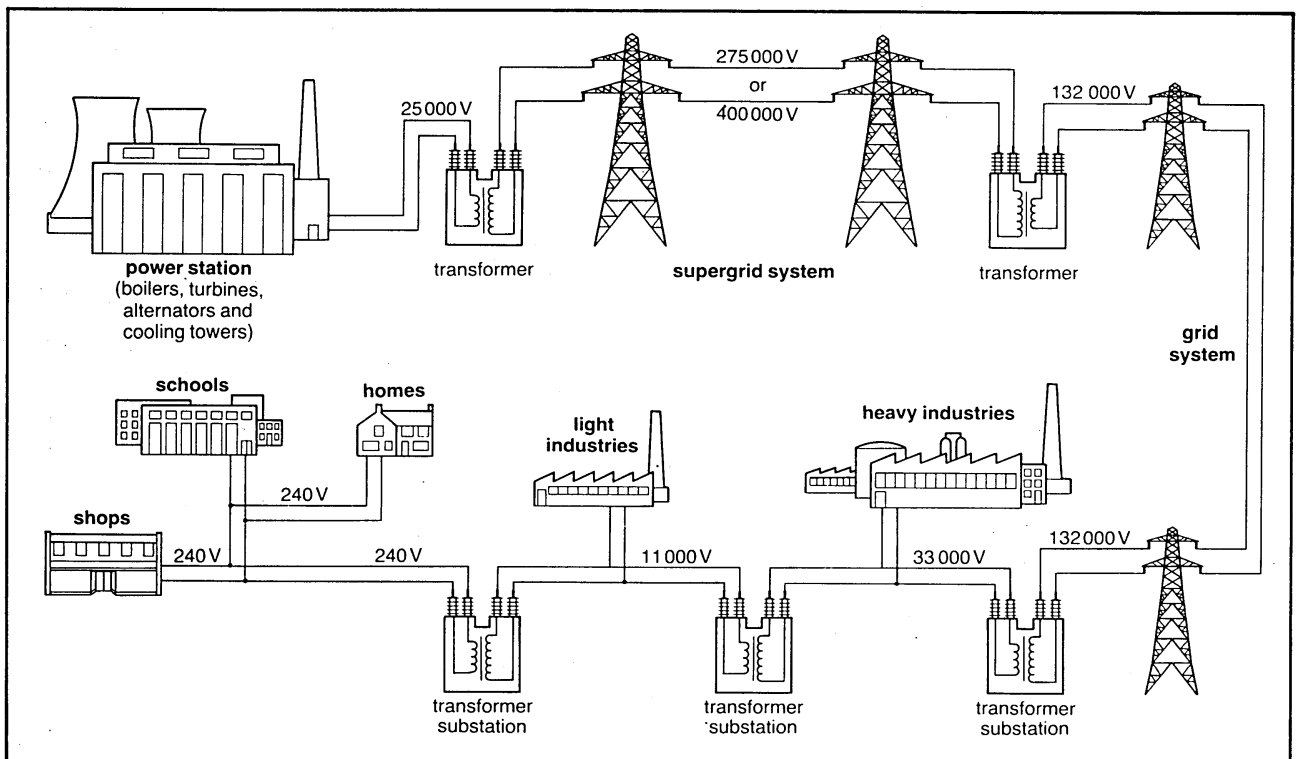 275 000 V
or
400 000 V
25 000 V
132 000 V
transformer
supergrid system
transformer
power station
(boilers, turbines,
alternators and
cooling towers)
grid
system
schools
homes
light
industries
heavy industries
240 V
shops
240 V
240 V
11 000 V
33 000 V
132 000 V
transformer
substation
transformer
substation
transformer
substation